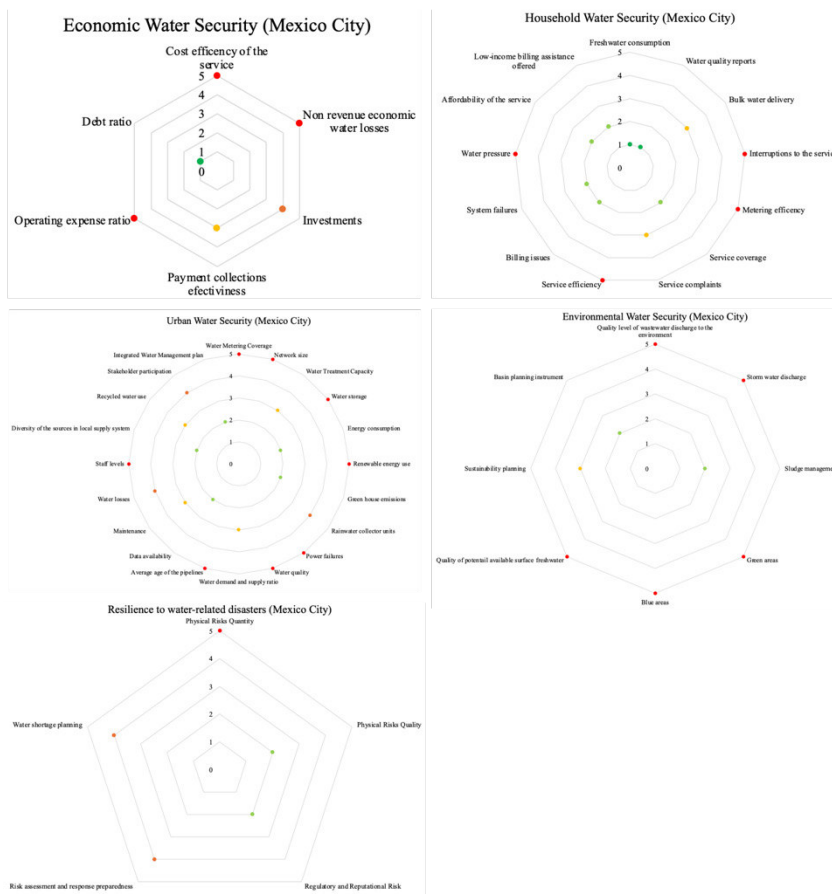 Economic Water Security (Mexico City)
Cost efficency of the
service
5
4
3
2
1
0
Debt ratio
Non revenue economic
water losses
Operating expense ratio
Investments
Payment collections
efectiviness
Household Water Security (Mexico City)
Freshwater consumption
5
4
3
2
1
0
Low-income billing assistance
offered
Water quality reports
Affordability of the service
Bulk water delivery
Water pressure
Interruptions to the service
System failures
Metering efficency
Billing issues
Service coverage
Service efficiency
Service complaints
Urban Water Security (Mexico City)
Water Metering Coverage
5
4
3
2
1
0
Integrated Water Management plan
Network size
Stakeholder participation
Water Treatment Capacity
Recycled water use
Water storage
Diversity of the sources in local supply system
Energy consumption
Staff levels
Renewable energy use
Water losses
Green house emissions
Maintenance
Rainwater collector units
Data availability
Power failures
Average age of the pipelines
Water quality
Water demand and supply ratio
Environmental Water Security (Mexico City)
Quality level of wastewater discharge to the
environment
5
4
3
2
1
0
Basin planning instrument
Storm water discharge
Sustainability planning
Sludge management
Quality of potentail available surface freshwater
Green areas
Blue areas
Resilience to water-related disasters (Mexico City)
Physical Risks Quantity
5
4
3
2
1
0
Water shortage planning
Physical Risks Quality
Risk assessment and response preparedness
Regulatory and Reputational Risk